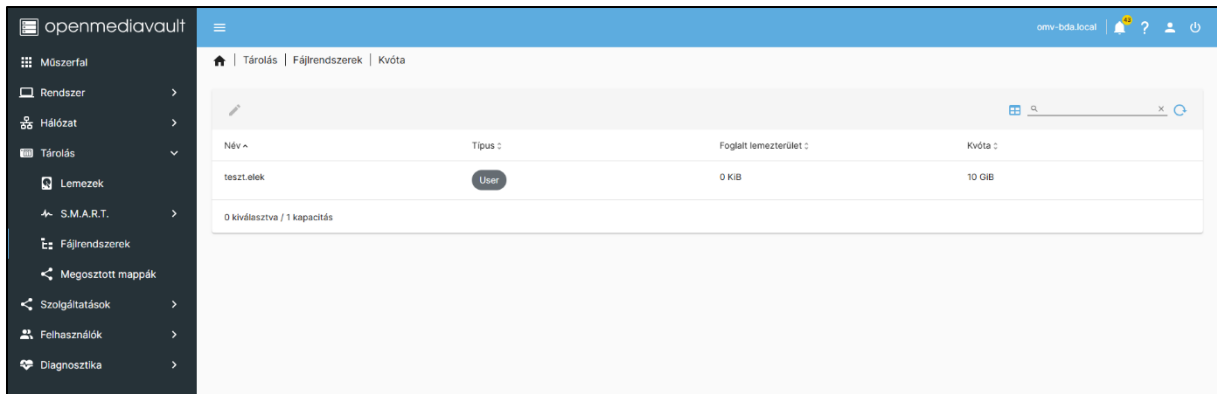 openmediavault
omv-bda.local
43
?
Műszerfal
Rendszer
Hálózat
Tárolás
Lemezek
S.M.A.R.T.
Fájlrendszerek
Megosztott mappák
Szolgáltatások
Felhasználók
Diagnosztika
| Tárolás | Fájlrendszerek | Kvóta
Név Típus Foglalt lemezterület Kvóta
teszt.elek User 0 KiB 10 GiB
0 kiválasztva / 1 kapacitás